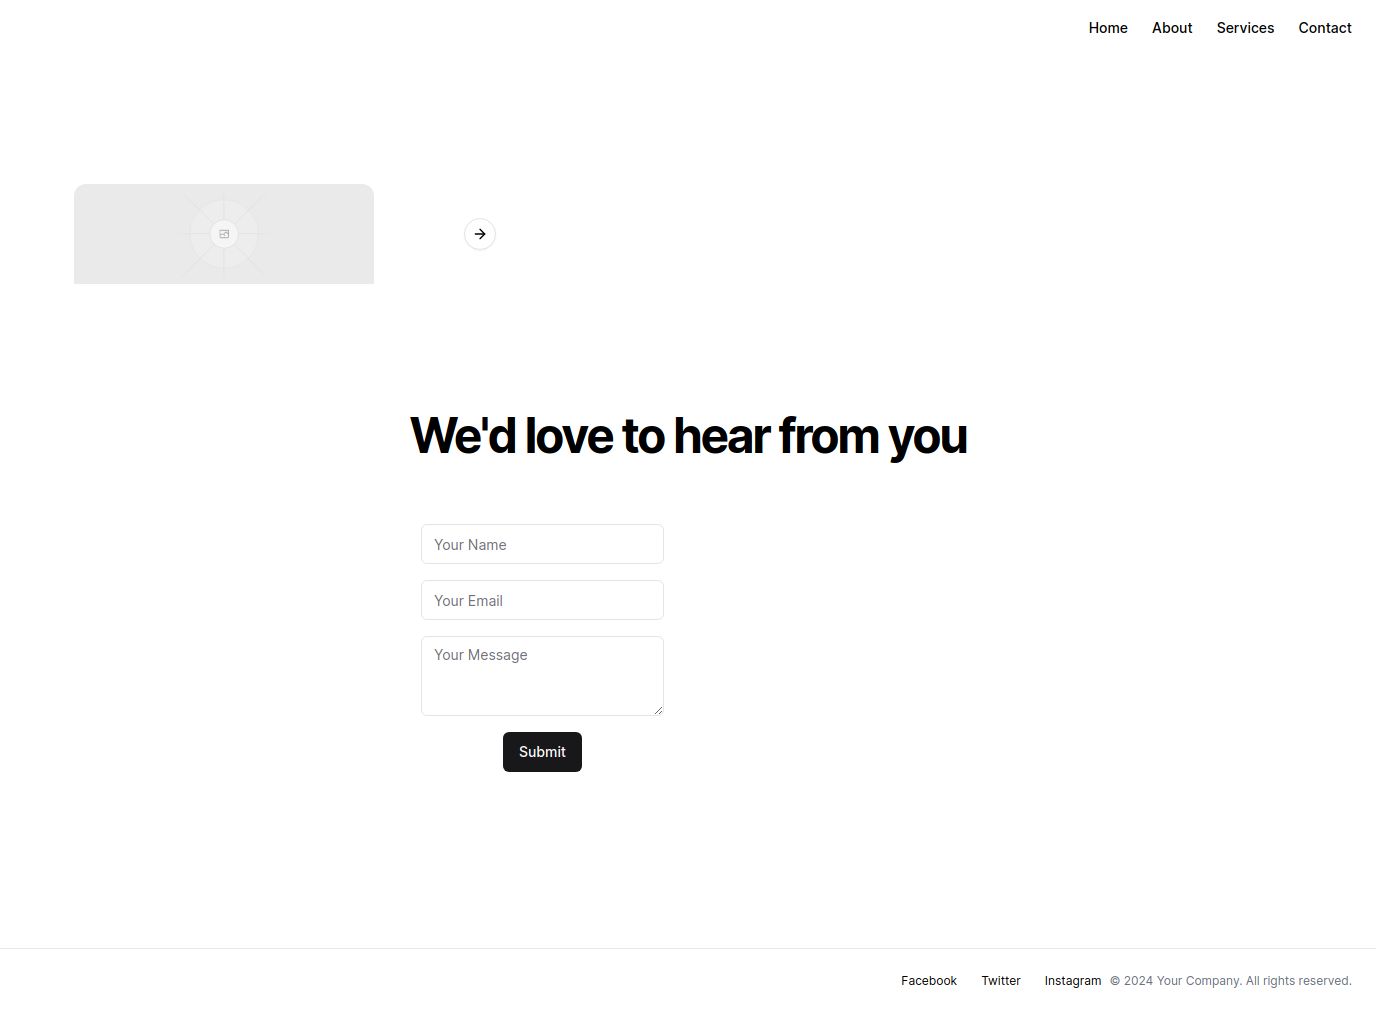 Home About Services Contact
We'd love to hear from you
Your Name
Your Email
Your Message
Submit
Facebook Twitter Instagram © 2024 Your Company. All rights reserved.